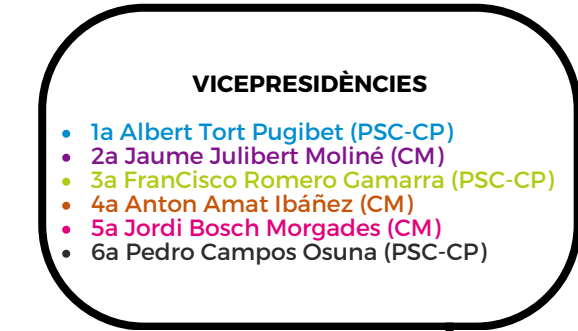 VICEPRESIDÈNCIES
• 1a Albert Tort Pugibet (PSC-CP)
• 2a Jaume Julibert Moliné (CM)
• 3a FranCisco Romero Gamarra (PSC-CP)
• 4a Anton Amat Ibáñez (CM)
• 5a Jordi Bosch Morgades (CM)
• 6a Pedro Campos Osuna (PSC-CP)